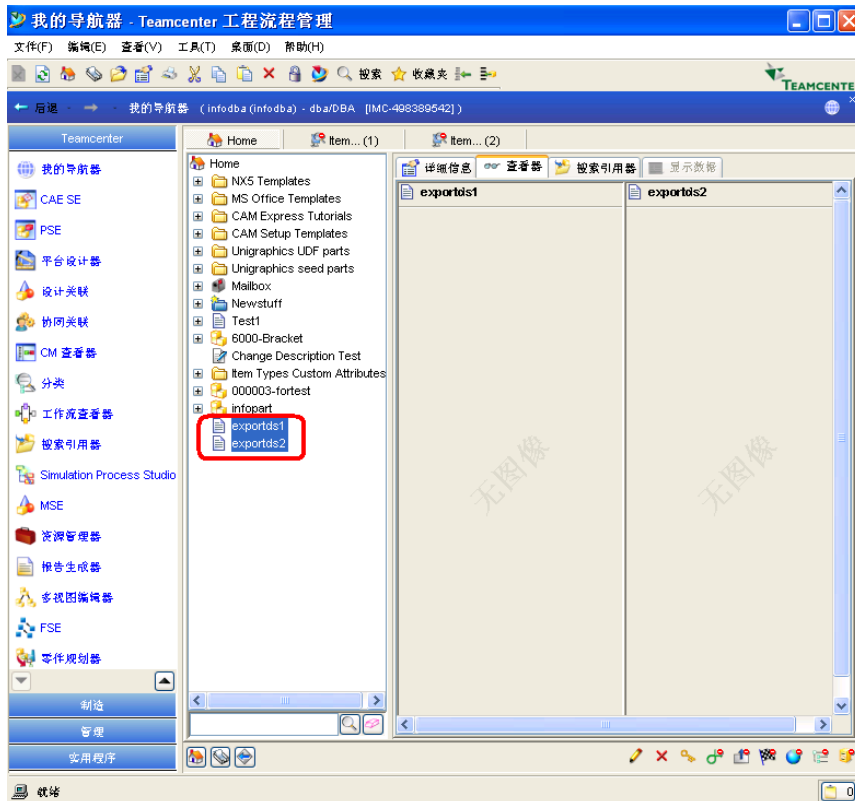 我的导航器 - Teamcenter 工程流程管理
文件(F) 编辑(E) 查看(V) 工具(T) 桌面(D) 帮助(H)
搜索 收藏夹
TEAMCENTE
后退 我的导航器 (infodba (infodba) - dba/DBA [IMC-498389542] )
Teamcenter
我的导航器
CAE SE
PSE
平台设计器
设计关联
协同关联
CM 查看器
分类
工作流查看器
搜索引用器
Simulation Process Studio
MSE
资源管理器
报告生成器
多视图编辑器
FSE
零件规划器
制造
管理
实用程序
Home
Item... (1)
Item... (2)
Home
NX5 Templates
MS Office Templates
CAM Express Tutorials
CAM Setup Templates
Unigraphics UDF parts
Unigraphics seed parts
Mailbox
Newstuff
Test1
6000-Bracket
Change Description Test
Item Types Custom Attributes
000003-fortest
infopart
exportds1
exportds2
详细信息
查看器
搜索引用器
显示数据
exportds1
exportds2
无图像
无图像
就绪
0